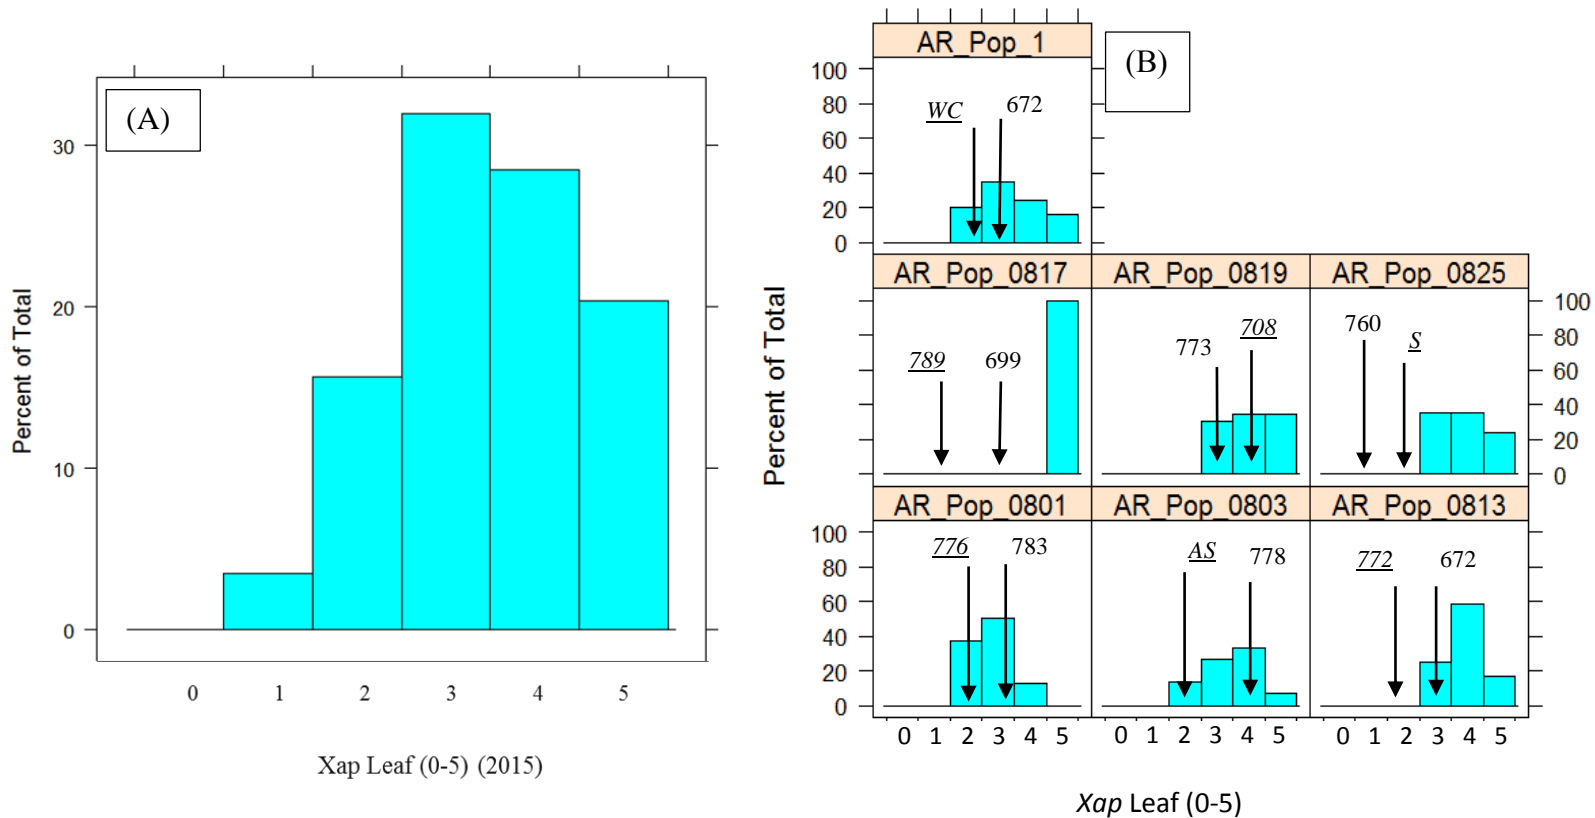 (A)
Percent of Total
30
20
10
0
0 1 2 3 4 5
Xap Leaf (0-5) (2015)
(B)
AR_Pop_1
100
80
60
40
20
0
WC 672
AR_Pop_0817 AR_Pop_0819 AR_Pop_0825
789 699
773 708
760 S
100
80
60
40
20
0
Percent of Total
AR_Pop_0801 AR_Pop_0803 AR_Pop_0813
100
80
60
40
20
0
776 783
AS 778
772 672
0 1 2 3 4 5 0 1 2 3 4 5 0 1 2 3 4 5
Xap Leaf (0-5)